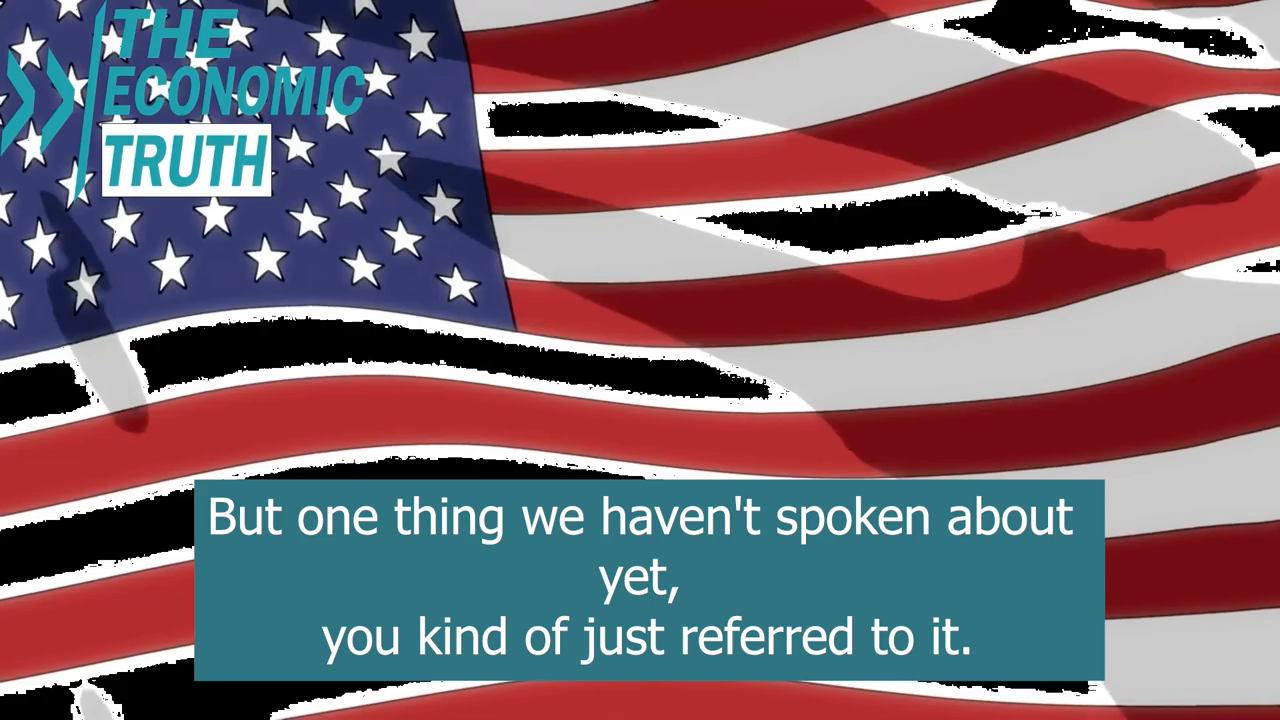 THE
ECONOMIC
TRUTH
But one thing we haven't spoken about
yet,
you kind of just referred to it.